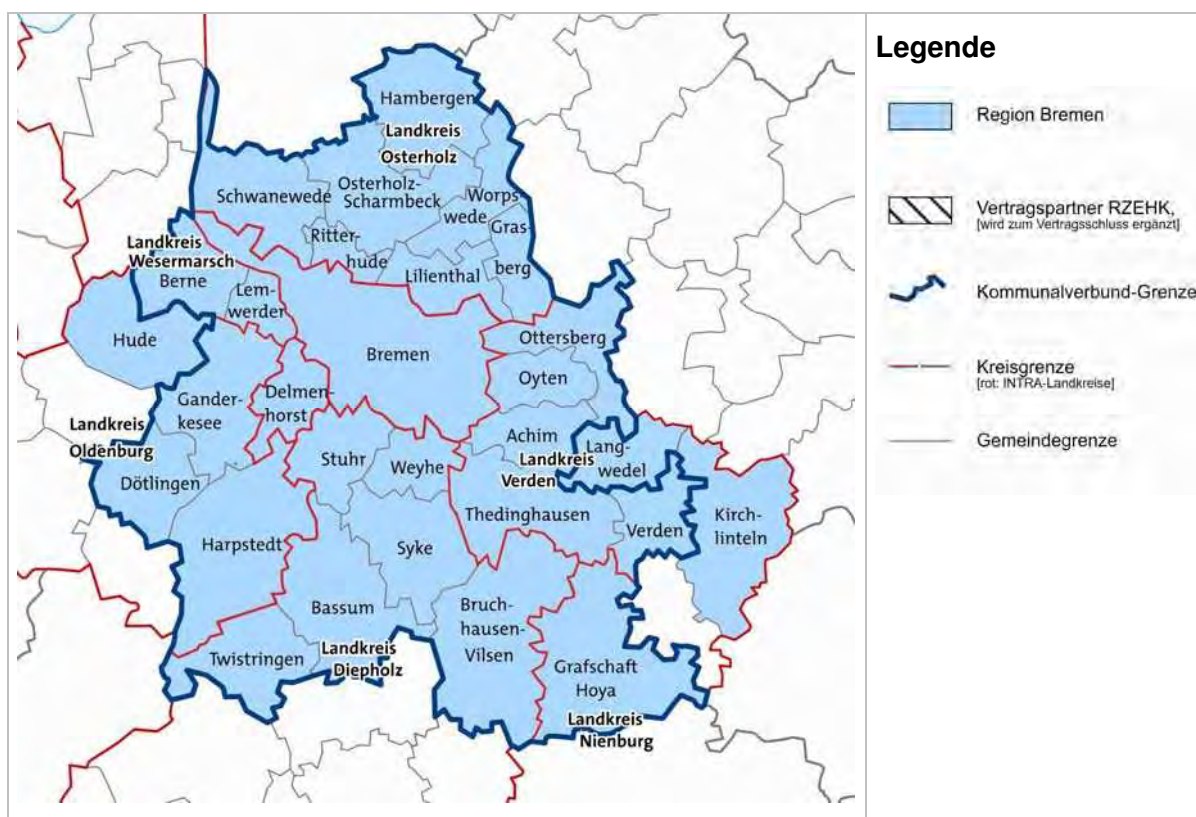 Hambergen
Landkreis
Osterholz
Schwanewede
Osterholz-
Scharmbeck
Worps
wede
Ritter-
hude
Gras-
berg
Lilienthal
Landkreis
Wesermarsch
Berne
Lem-
werder
Hude
Bremen
Ottersberg
Oyten
Gander-
kesee
Delmen-
horst
Landkreis
Oldenburg
Dötlingen
Stuhr
Weyhe
Achim
Landkreis
Verden
Lang-
wedel
Thedinghausen
Verden
Kirch-
linteln
Harpstedt
Syke
Bassum
Bruch-
hausen-
Vilsen
Twistringen
Landkreis
Diepholz
Grafschaft
Hoya
Landkreis
Nienburg
Legende
Region Bremen
Vertragspartner RZEHK,
[wird zum Vertragsschluss ergänzt]
Kommunalverbund-Grenze
Kreisgrenze
[rot: INTRA-Landkreise]
Gemeindegrenze